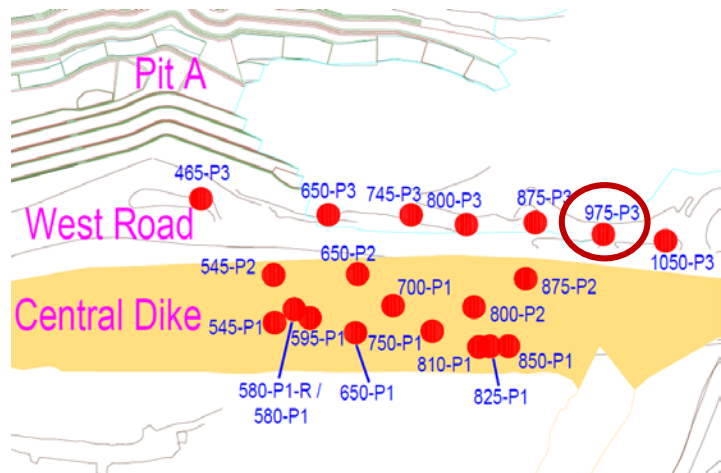 Pit A
465-P3
650-P3
745-P3
800-P3
875-P3
975-P3
West Road
1050-P3
545-P2
650-P2
700-P1
875-P2
Central Dike
800-P2
545-P1
595-P1
750-P1
810-P1
850-P1
580-P1-R /
580-P1
650-P1
825-P1